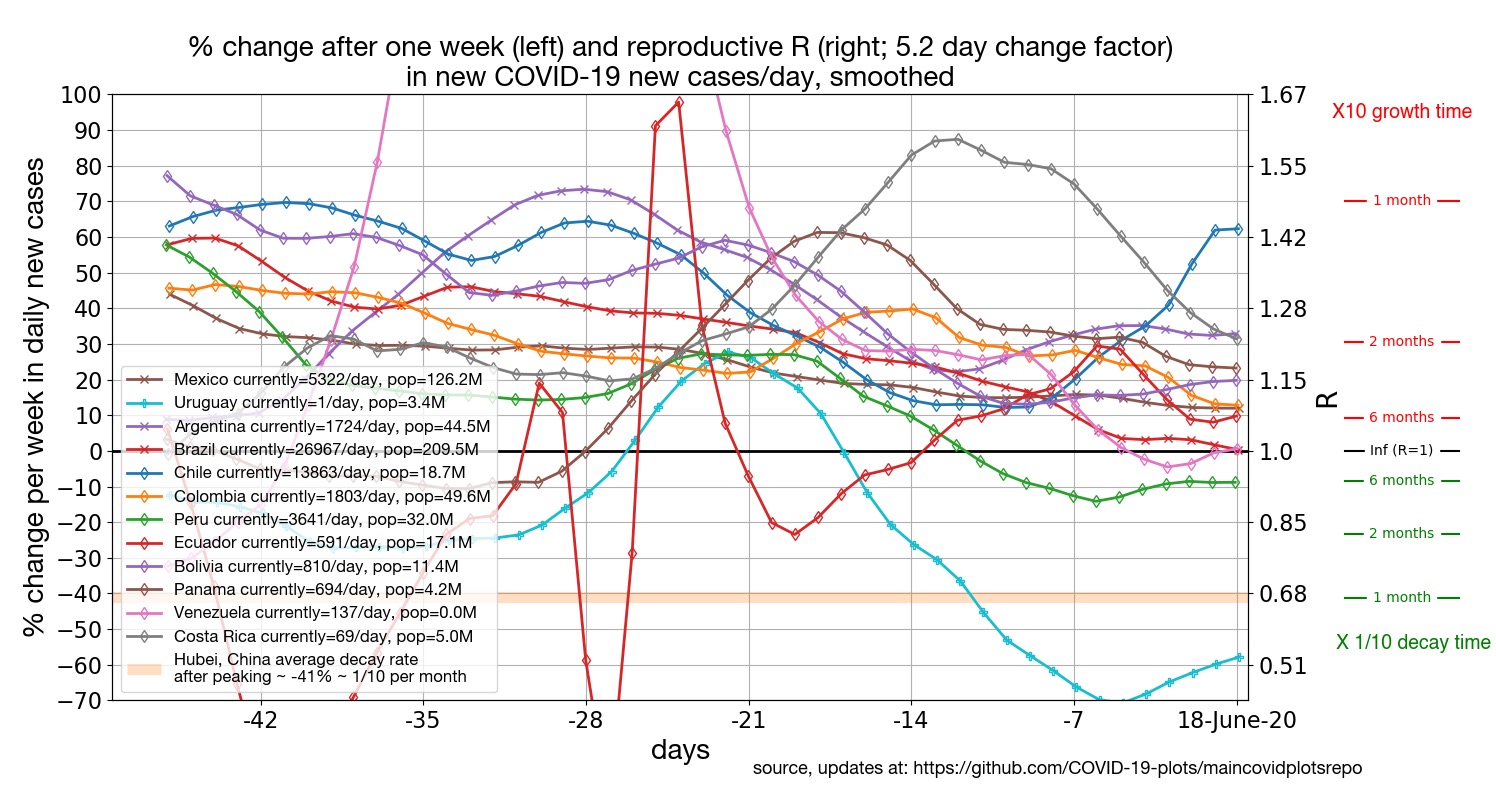 % change after one week (left) and reproductive R (right; 5.2 day change factor)
in new COVID-19 new cases/day, smoothed
% change per week in daily new cases
100
90
80
70
60
50
40
30
20
10
0
−10
−20
−30
−40
−50
−60
−70
Mexico currently=5322/day, pop=126.2M
Uruguay currently=1/day, pop=3.4M
Argentina currently=1724/day, pop=44.5M
Brazil currently=26967/day, pop=209.5M
Chile currently=13863/day, pop=18.7M
Colombia currently=1803/day, pop=49.6M
Peru currently=3641/day, pop=32.0M
Ecuador currently=591/day, pop=17.1M
Bolivia currently=810/day, pop=11.4M
Panama currently=694/day, pop=4.2M
Venezuela currently=137/day, pop=0.0M
Costa Rica currently=69/day, pop=5.0M
Hubei, China average decay rate
after peaking ~ -41% ~ 1/10 per month
-42 -35 -28 -21 -14 -7 18-June-20
days
1.67
1.55
1.42
1.28
1.15
1.0
0.85
0.68
0.51
R
X10 growth time
1 month
2 months
6 months
Inf (R=1)
6 months
2 months
1 month
X 1/10 decay time
source, updates at: https://github.com/COVID-19-plots/maincovidplotsrepo